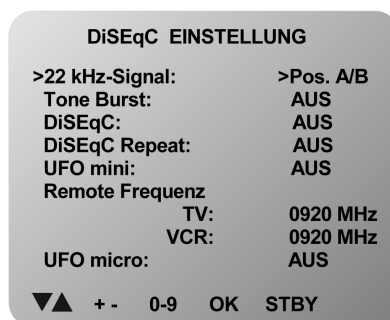 DiSEqC EINSTELLUNG
>22 kHz-Signal: >Pos. A/B
Tone Burst: AUS
DiSEqC: AUS
DiSEqC Repeat: AUS
UFO mini: AUS
Remote Frequenz
TV: 0920 MHz
VCR: 0920 MHz
UFO micro: AUS
▼▲ + - 0-9 OK STBY